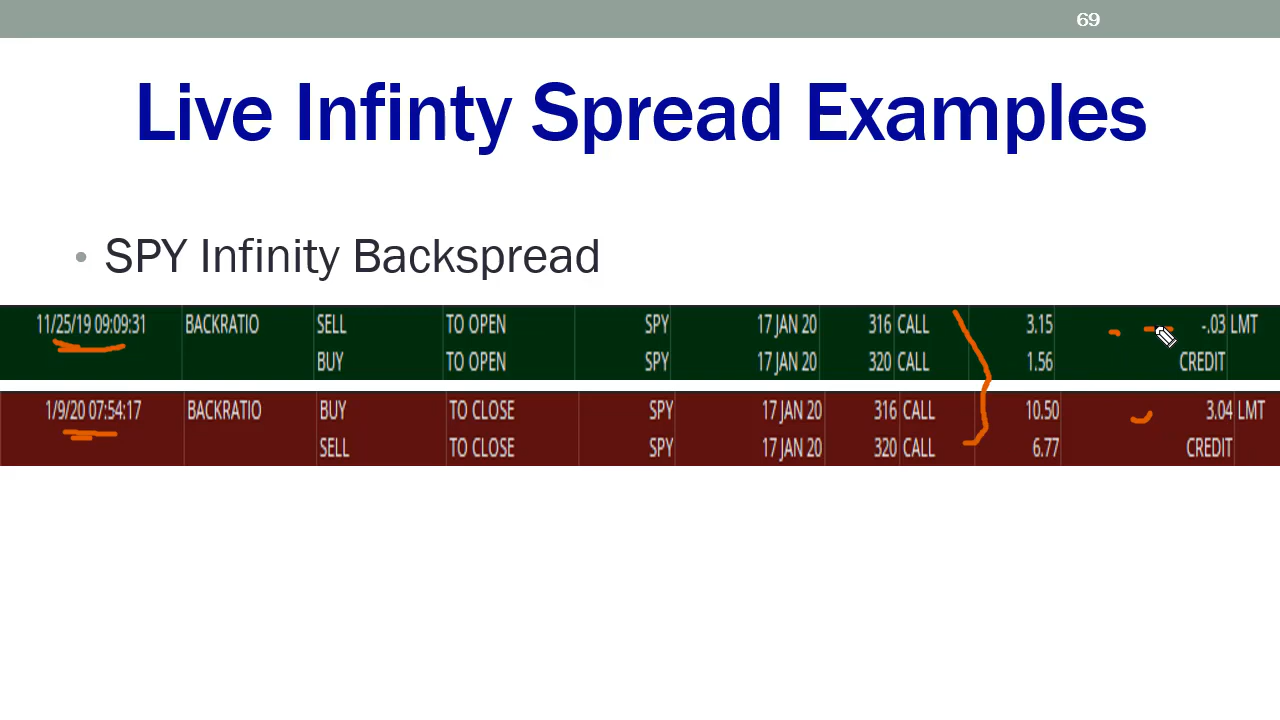 69
Live Infinty Spread Examples
• SPY Infinity Backspread
11/25/19 09:09:31 BACKRATIO SELL TO OPEN SPY 17 JAN 20 316 CALL 3.15 -.03 LMT
BUY TO OPEN SPY 17 JAN 20 320 CALL 1.56 CREDIT
1/9/20 07:54:17 BACKRATIO BUY TO CLOSE SPY 17 JAN 20 316 CALL 10.50 3.04 LMT
SELL TO CLOSE SPY 17 JAN 20 320 CALL 6.77 CREDIT